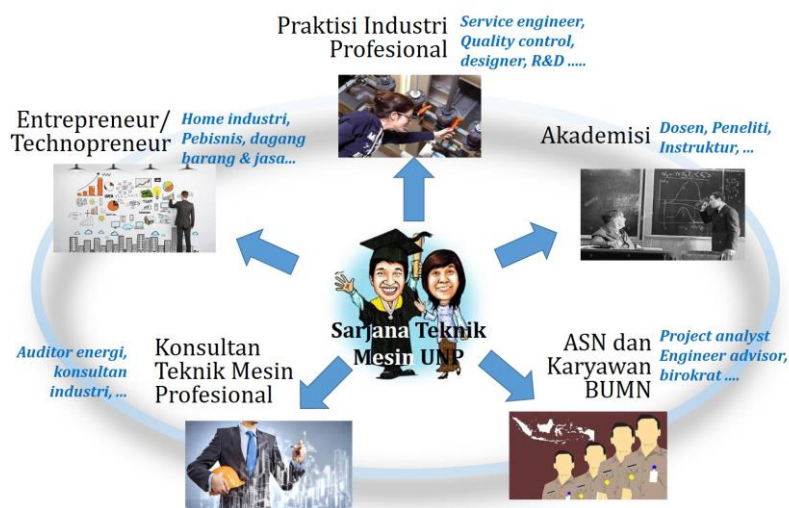 Praktisi Industri
Profesional
Service engineer,
Quality control,
designer, R&D .....
Entrepreneur/
Technopreneur
Home industri,
Pebisnis, dagang
barang & jasa...
Akademisi
Dosen, Peneliti,
Instruktur, ...
Sarjana Teknik
Mesin UNP
Auditor energi,
konsultan
industri, ...
Konsultan
Teknik Mesin
Profesional
ASN dan
Karyawan
BUMN
Project analyst
Engineer advisor,
birokrat ....